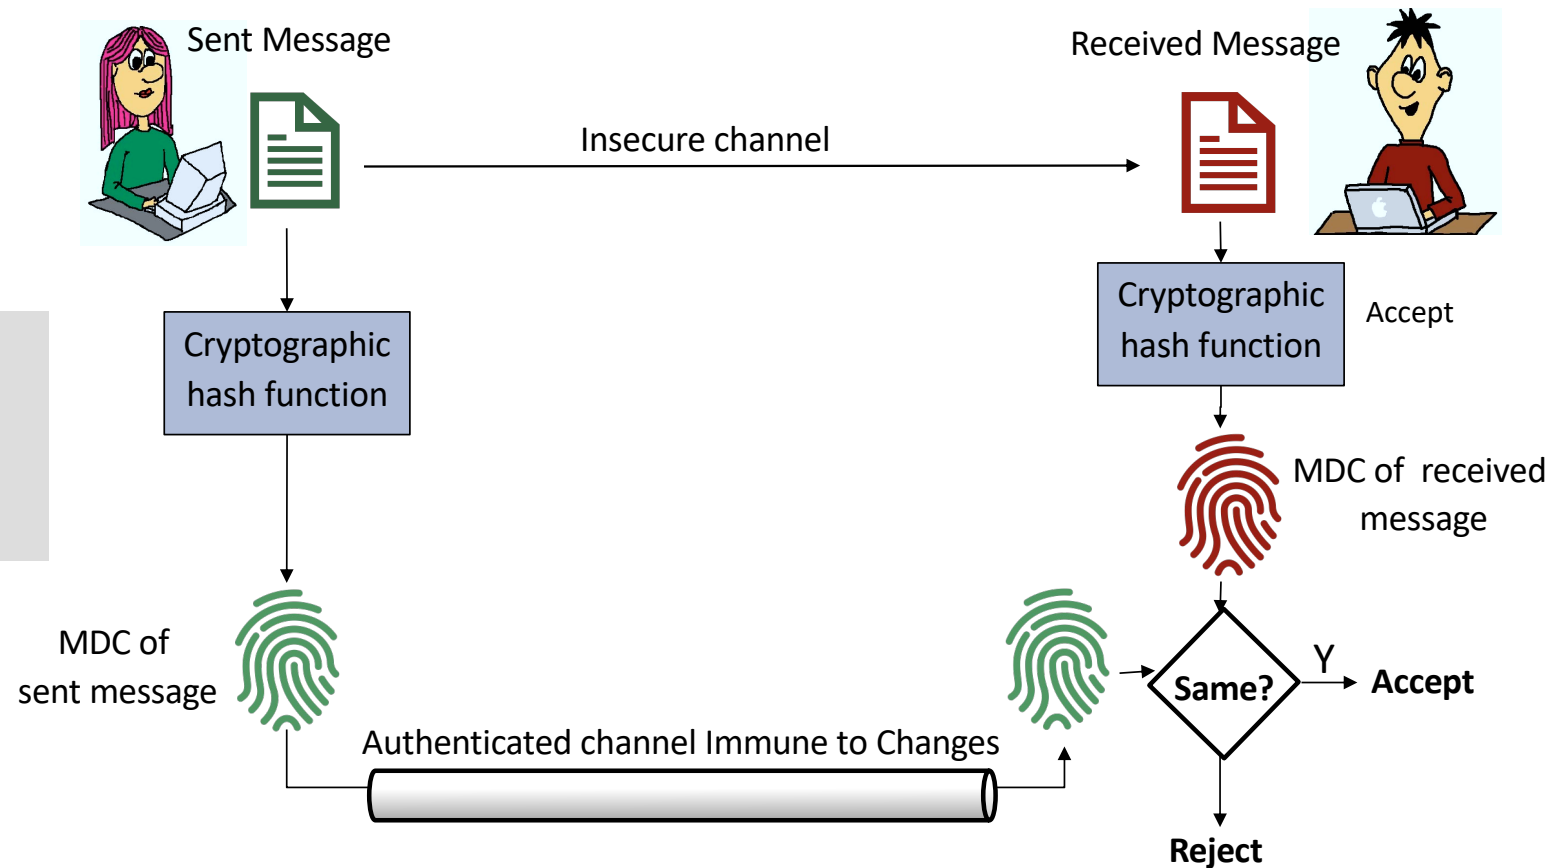 Sent Message
Received Message
Insecure channel
Cryptographic
hash function
Accept
Cryptographic
hash function
MDC of received
message
MDC of
sent message
Same?
Y
Accept
Authenticated channel Immune to Changes
Reject